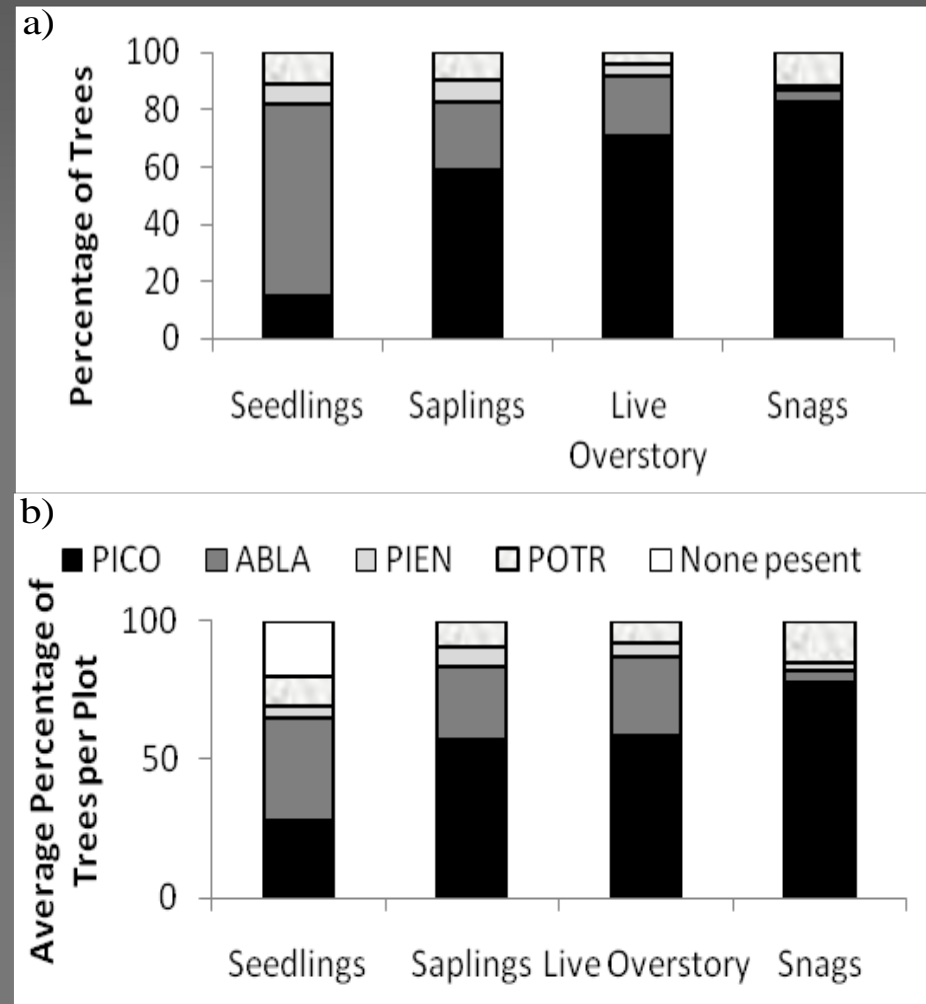 a)
Percentage of Trees
100
80
60
40
20
0
Seedlings
Saplings
Live
Overstory
Snags
b)
PICO ABLA PIEN POTR None pesent
Average Percentage of
Trees per Plot
100
50
0
Seedlings
Saplings
Live Overstory
Snags